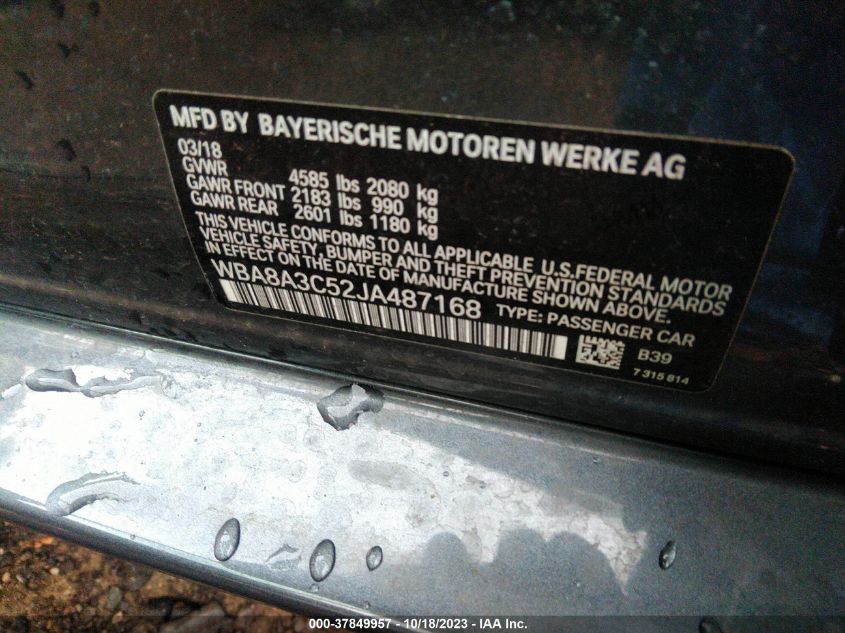 MFD BY BAYERISCHE MOTOREN WERKE AG
03/18
GVWR 4585 lbs 2080 kg
GAWR FRONT 2183 lbs 990 kg
GAWR REAR 2601 lbs 1180 kg
THIS VEHICLE CONFORMS TO ALL APPLICABLE U.S.FEDERAL MOTOR
VEHICLE SAFETY, BUMPER AND THEFT PREVENTION STANDARDS
IN EFFECT ON THE DATE OF MANUFACTURE SHOWN ABOVE.
WBA8A3C52JA487168 TYPE: PASSENGER CAR
B39
7 315 814
000-37849957 - 10/18/2023 - IAA Inc.